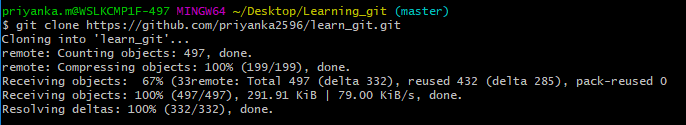 priyanka.m@WSLKCMP1F-497 MINGW64 ~/Desktop/Learning_git (master)
$ git clone https://github.com/priyanka2596/learn_git.git
Cloning into 'learn_git'...
remote: Counting objects: 497, done.
remote: Compressing objects: 100% (199/199), done.
Receiving objects:  67% (33remote: Total 497 (delta 332), reused 432 (delta 285), pack-reused 0
Receiving objects: 100% (497/497), 291.91 KiB | 79.00 KiB/s, done.
Resolving deltas: 100% (332/332), done.